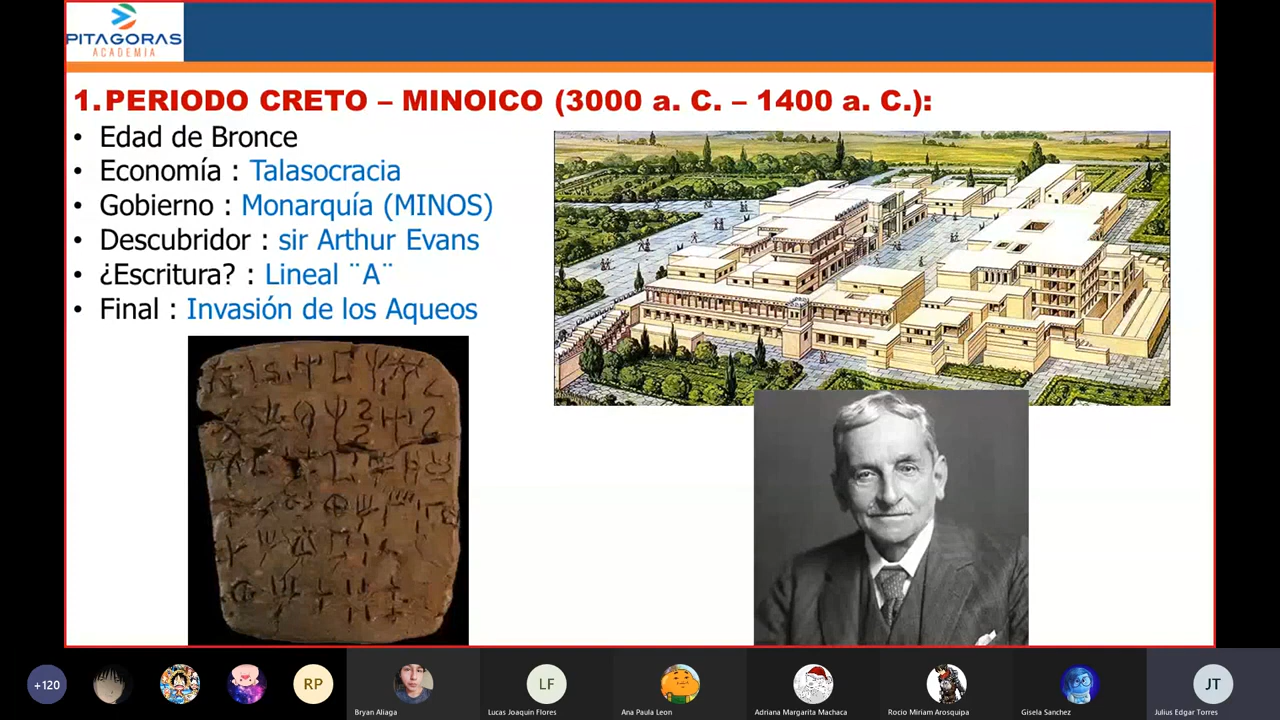 PITAGORAS
ACADEMIA
1. PERIODO CRETO – MINOICO (3000 a. C. – 1400 a. C.):
• Edad de Bronce
• Economía : Talasocracia
• Gobierno : Monarquía (MINOS)
• Descubridor : sir Arthur Evans
• ¿Escritura? : Lineal ¨A¨
• Final : Invasión de los Aqueos
+120
RP
LF
JT
Bryan Aliaga
Lucas Joaquin Flores
Ana Paula Leon
Adriana Margarita Machaca
Rocio Miriam Arosquipa
Gisela Sanchez
Julius Edgar Torres